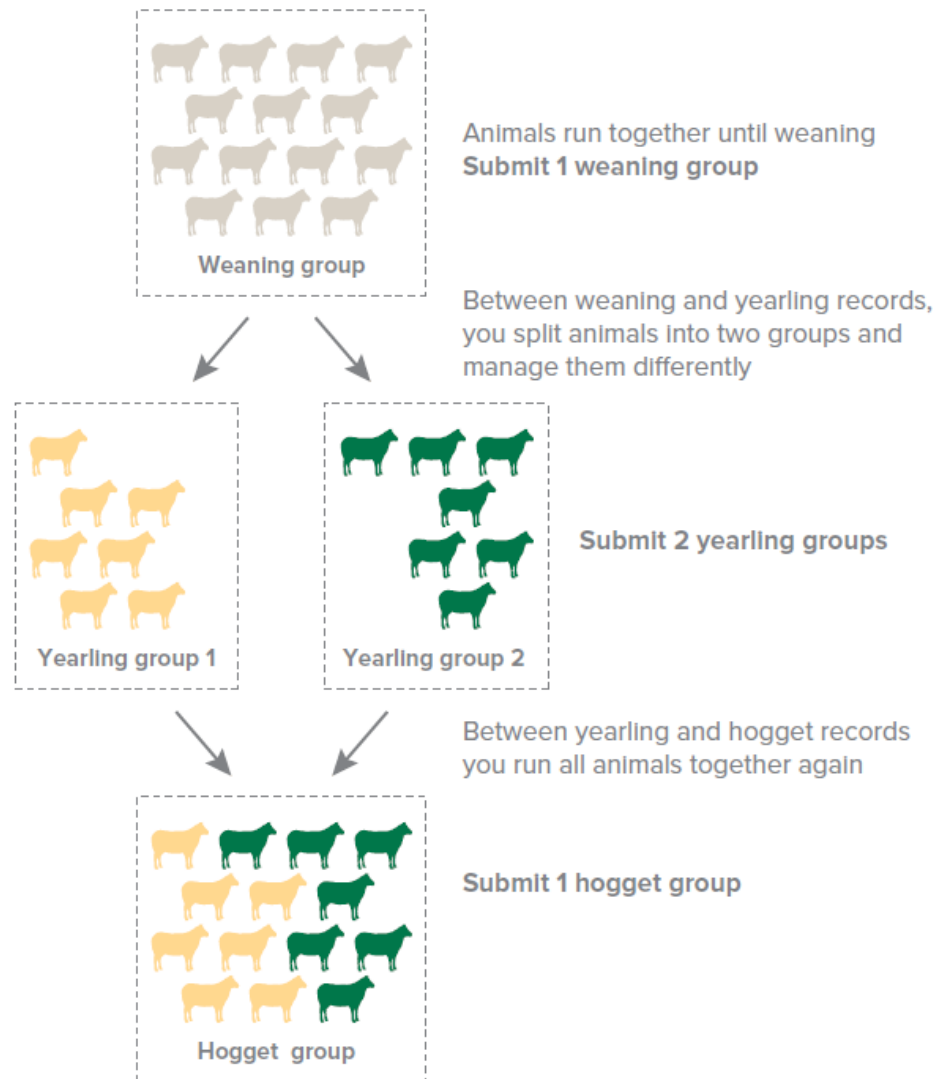 Animals run together until weaning
Submit 1 weaning group
Weaning group
Between weaning and yearling records,
you split animals into two groups and
manage them differently
Submit 2 yearling groups
Yearling group 1
Yearling group 2
Between yearling and hogget records
you run all animals together again
Submit 1 hogget group
Hogget group